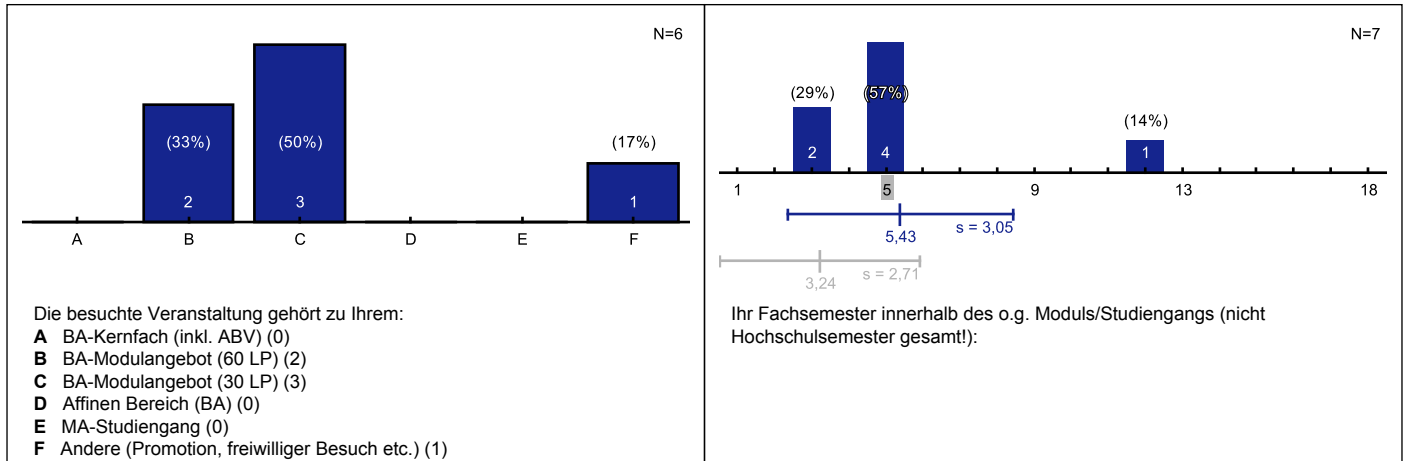 N=6
(33%)
(50%)
(17%)
2
3
1
A B C D E F
Die besuchte Veranstaltung gehört zu Ihrem:
A BA-Kernfach (inkl. ABV) (0)
B BA-Modulangebot (60 LP) (2)
C BA-Modulangebot (30 LP) (3)
D Affinen Bereich (BA) (0)
E MA-Studiengang (0)
F Andere (Promotion, freiwilliger Besuch etc.) (1)
N=7
(29%)
(57%)
(14%)
2
4
1
1 5 9 13 18
5,43
s = 3,05
3,24
s = 2,71
Ihr Fachsemester innerhalb des o.g. Moduls/Studiengangs (nicht
Hochschulsemester gesamt!):